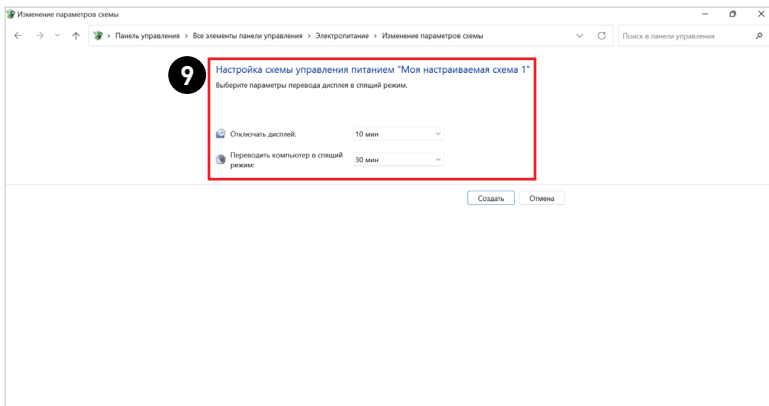 Изменение параметров схемы
Панель управления > Все элементы панели управления > Электропитание > Изменение параметров схемы
Поиск в панели управления
9
Настройка схемы управления питанием "Моя настраиваемая схема 1"
Выберите параметры перевода дисплея в спящий режим.
Отключать дисплей: 10 мин
Переводить компьютер в спящий
режим: 30 мин
Создать Отмена